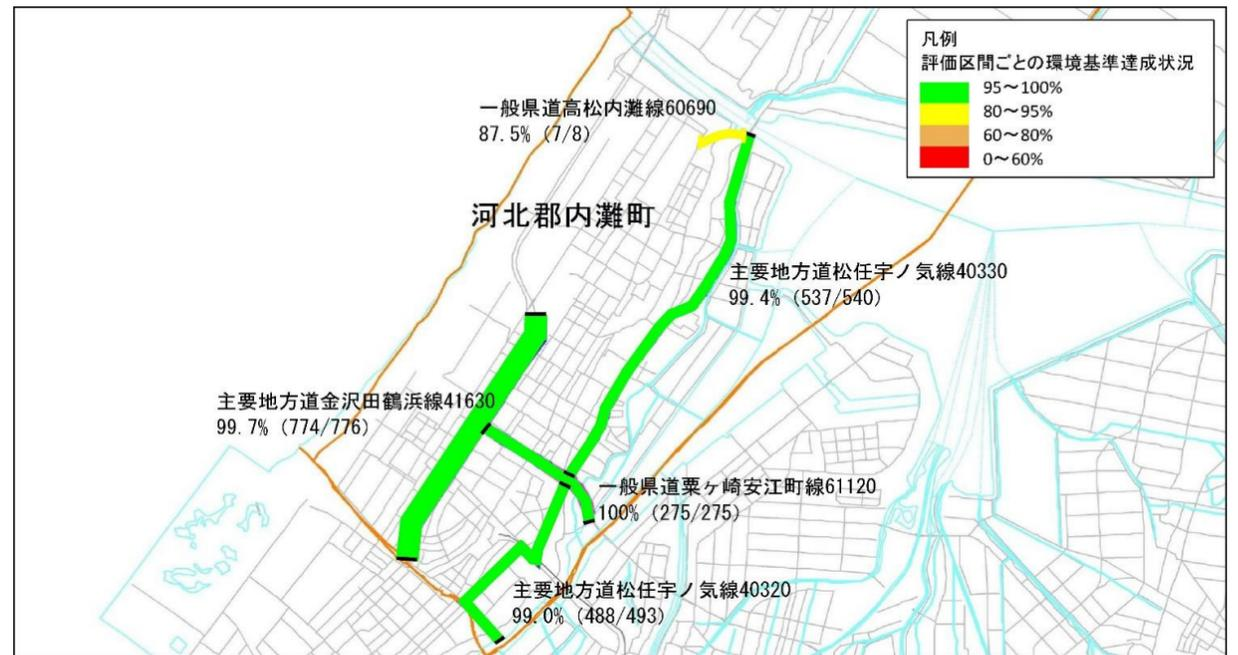 凡例
評価区間ごとの環境基準達成状況
95～100%
80～95%
60～80%
0～60%
一般県道高松内灘線60690
87.5% (7/8)
河北郡内灘町
主要地方道松任宇ノ気線40330
99.4% (537/540)
主要地方道金沢田鶴浜線41630
99.7% (774/776)
一般県道粟ヶ崎安江町線61120
100% (275/275)
主要地方道松任宇ノ気線40320
99.0% (488/493)